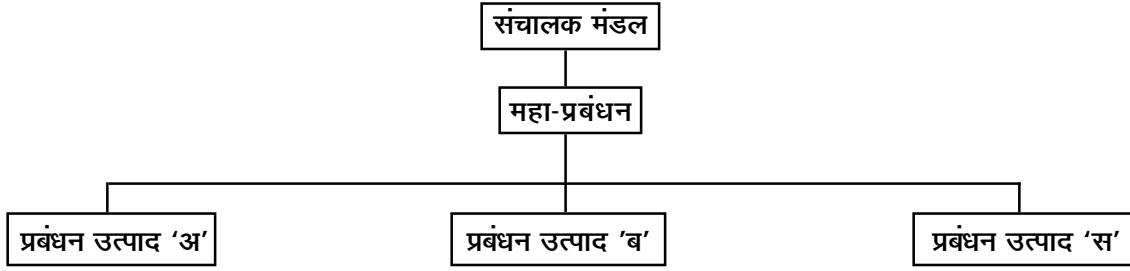 संचालक मंडल
महा-प्रबंधन
प्रबंधन उत्पाद ‘अ’
प्रबंधन उत्पाद ’ब’
प्रबंधन उत्पाद ‘स’